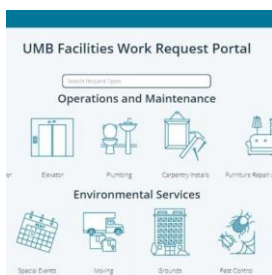 UMB Facilities Work Request Portal
Search Request Types
Operations and Maintenance
er Elevator Plumbing Carpentry Installs Furniture Repair
Environmental Services
Special Events Moving Grounds Pest Control